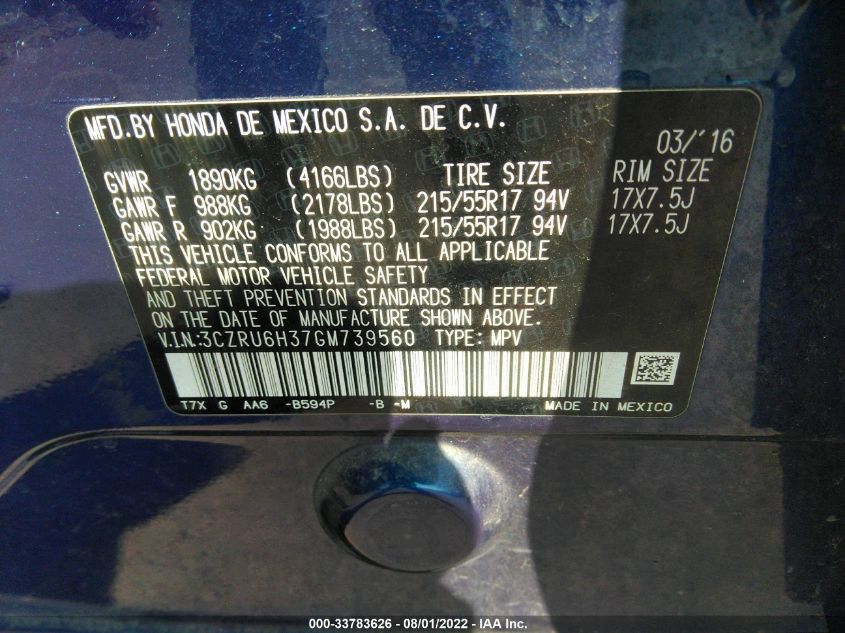 MFD.BY HONDA DE MEXICO S.A. DE C.V.
03/'16
GVWR 1890KG (4166LBS) TIRE SIZE RIM SIZE
GAWR F 988KG (2178LBS) 215/55R17 94V 17X7.5J
GAWR R 902KG (1988LBS) 215/55R17 94V 17X7.5J
THIS VEHICLE CONFORMS TO ALL APPLICABLE
FEDERAL MOTOR VEHICLE SAFETY
AND THEFT PREVENTION STANDARDS IN EFFECT
ON THE DATE OF MANUFACTURE SHOWN ABOVE.
V.I.N:3CZRU6H37GM739560 TYPE: MPV
T7X G AA6 -B594P -B -M MADE IN MEXICO
000-33783626 - 08/01/2022 - IAA Inc.